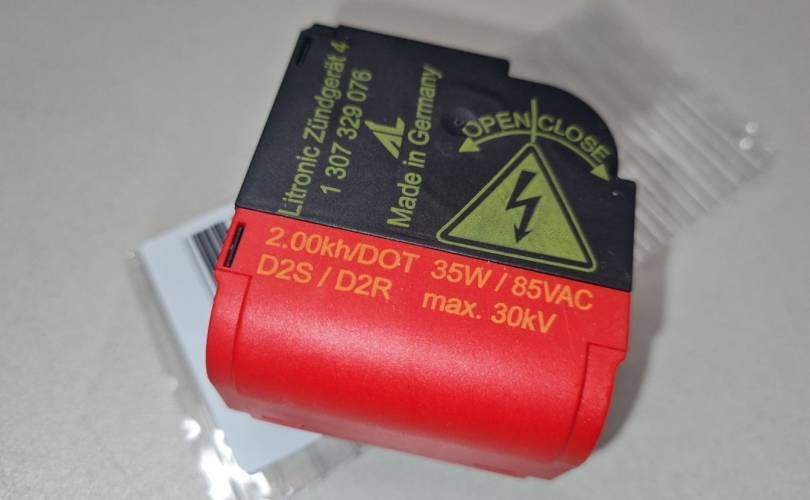 Litronic Zündgerät 4
1 307 329 076
AL
Made in Germany
OPEN CLOSE
2.00kh/DOT 35W / 85VAC
D2S / D2R max. 30kV